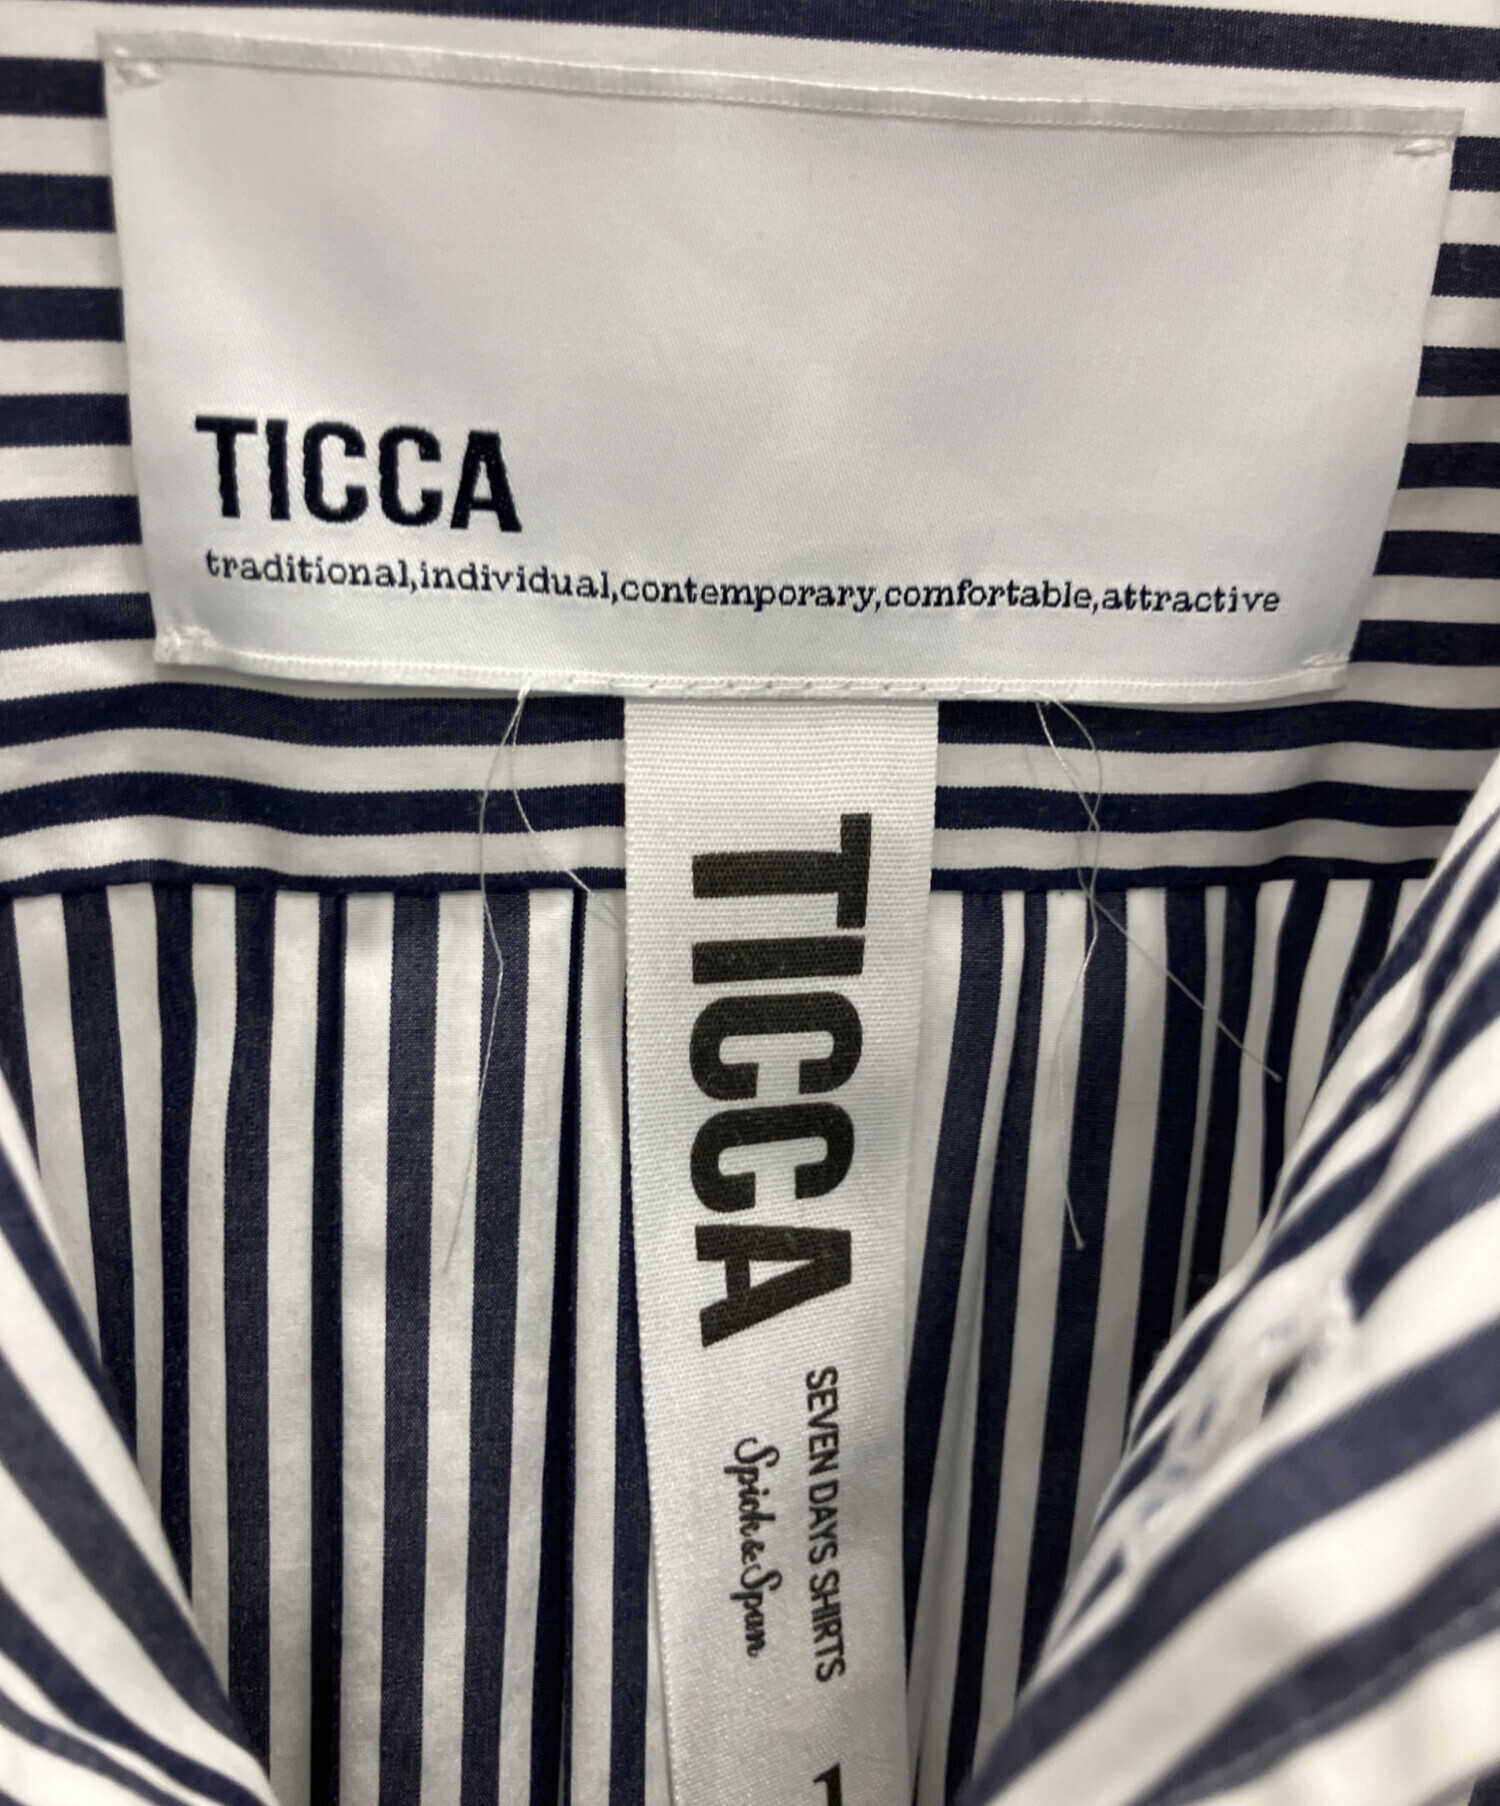 TICCA
traditional,individual,contemporary,comfortable,attractive
TICCA
SEVEN DAYS SHIRTS
Spick & Span